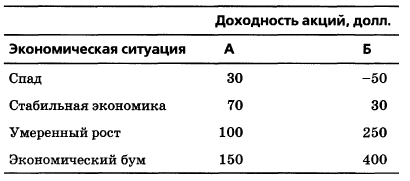 Доходность акций, долл.
Экономическая ситуация А Б
Спад 30 –50
Стабильная экономика 70 30
Умеренный рост 100 250
Экономический бум 150 400